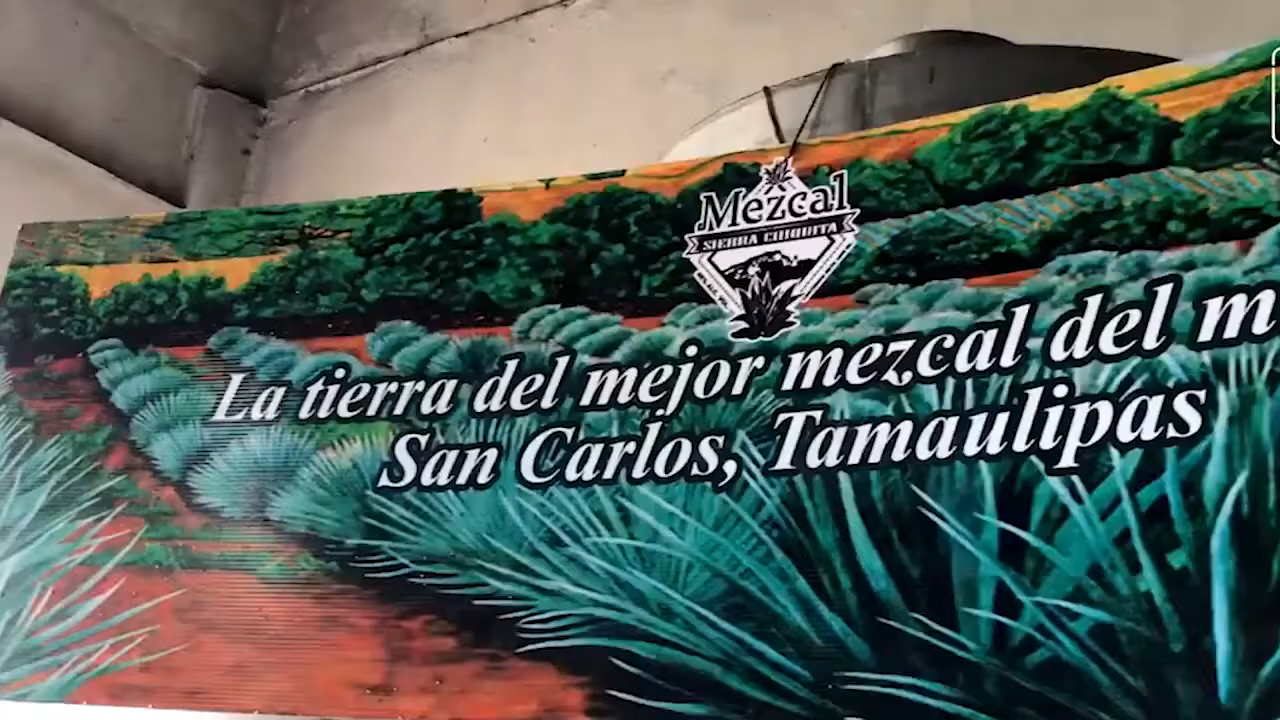 Mezcal
SIERRA CHIQUITA
La tierra del mejor mezcal del m
San Carlos, Tamaulipas